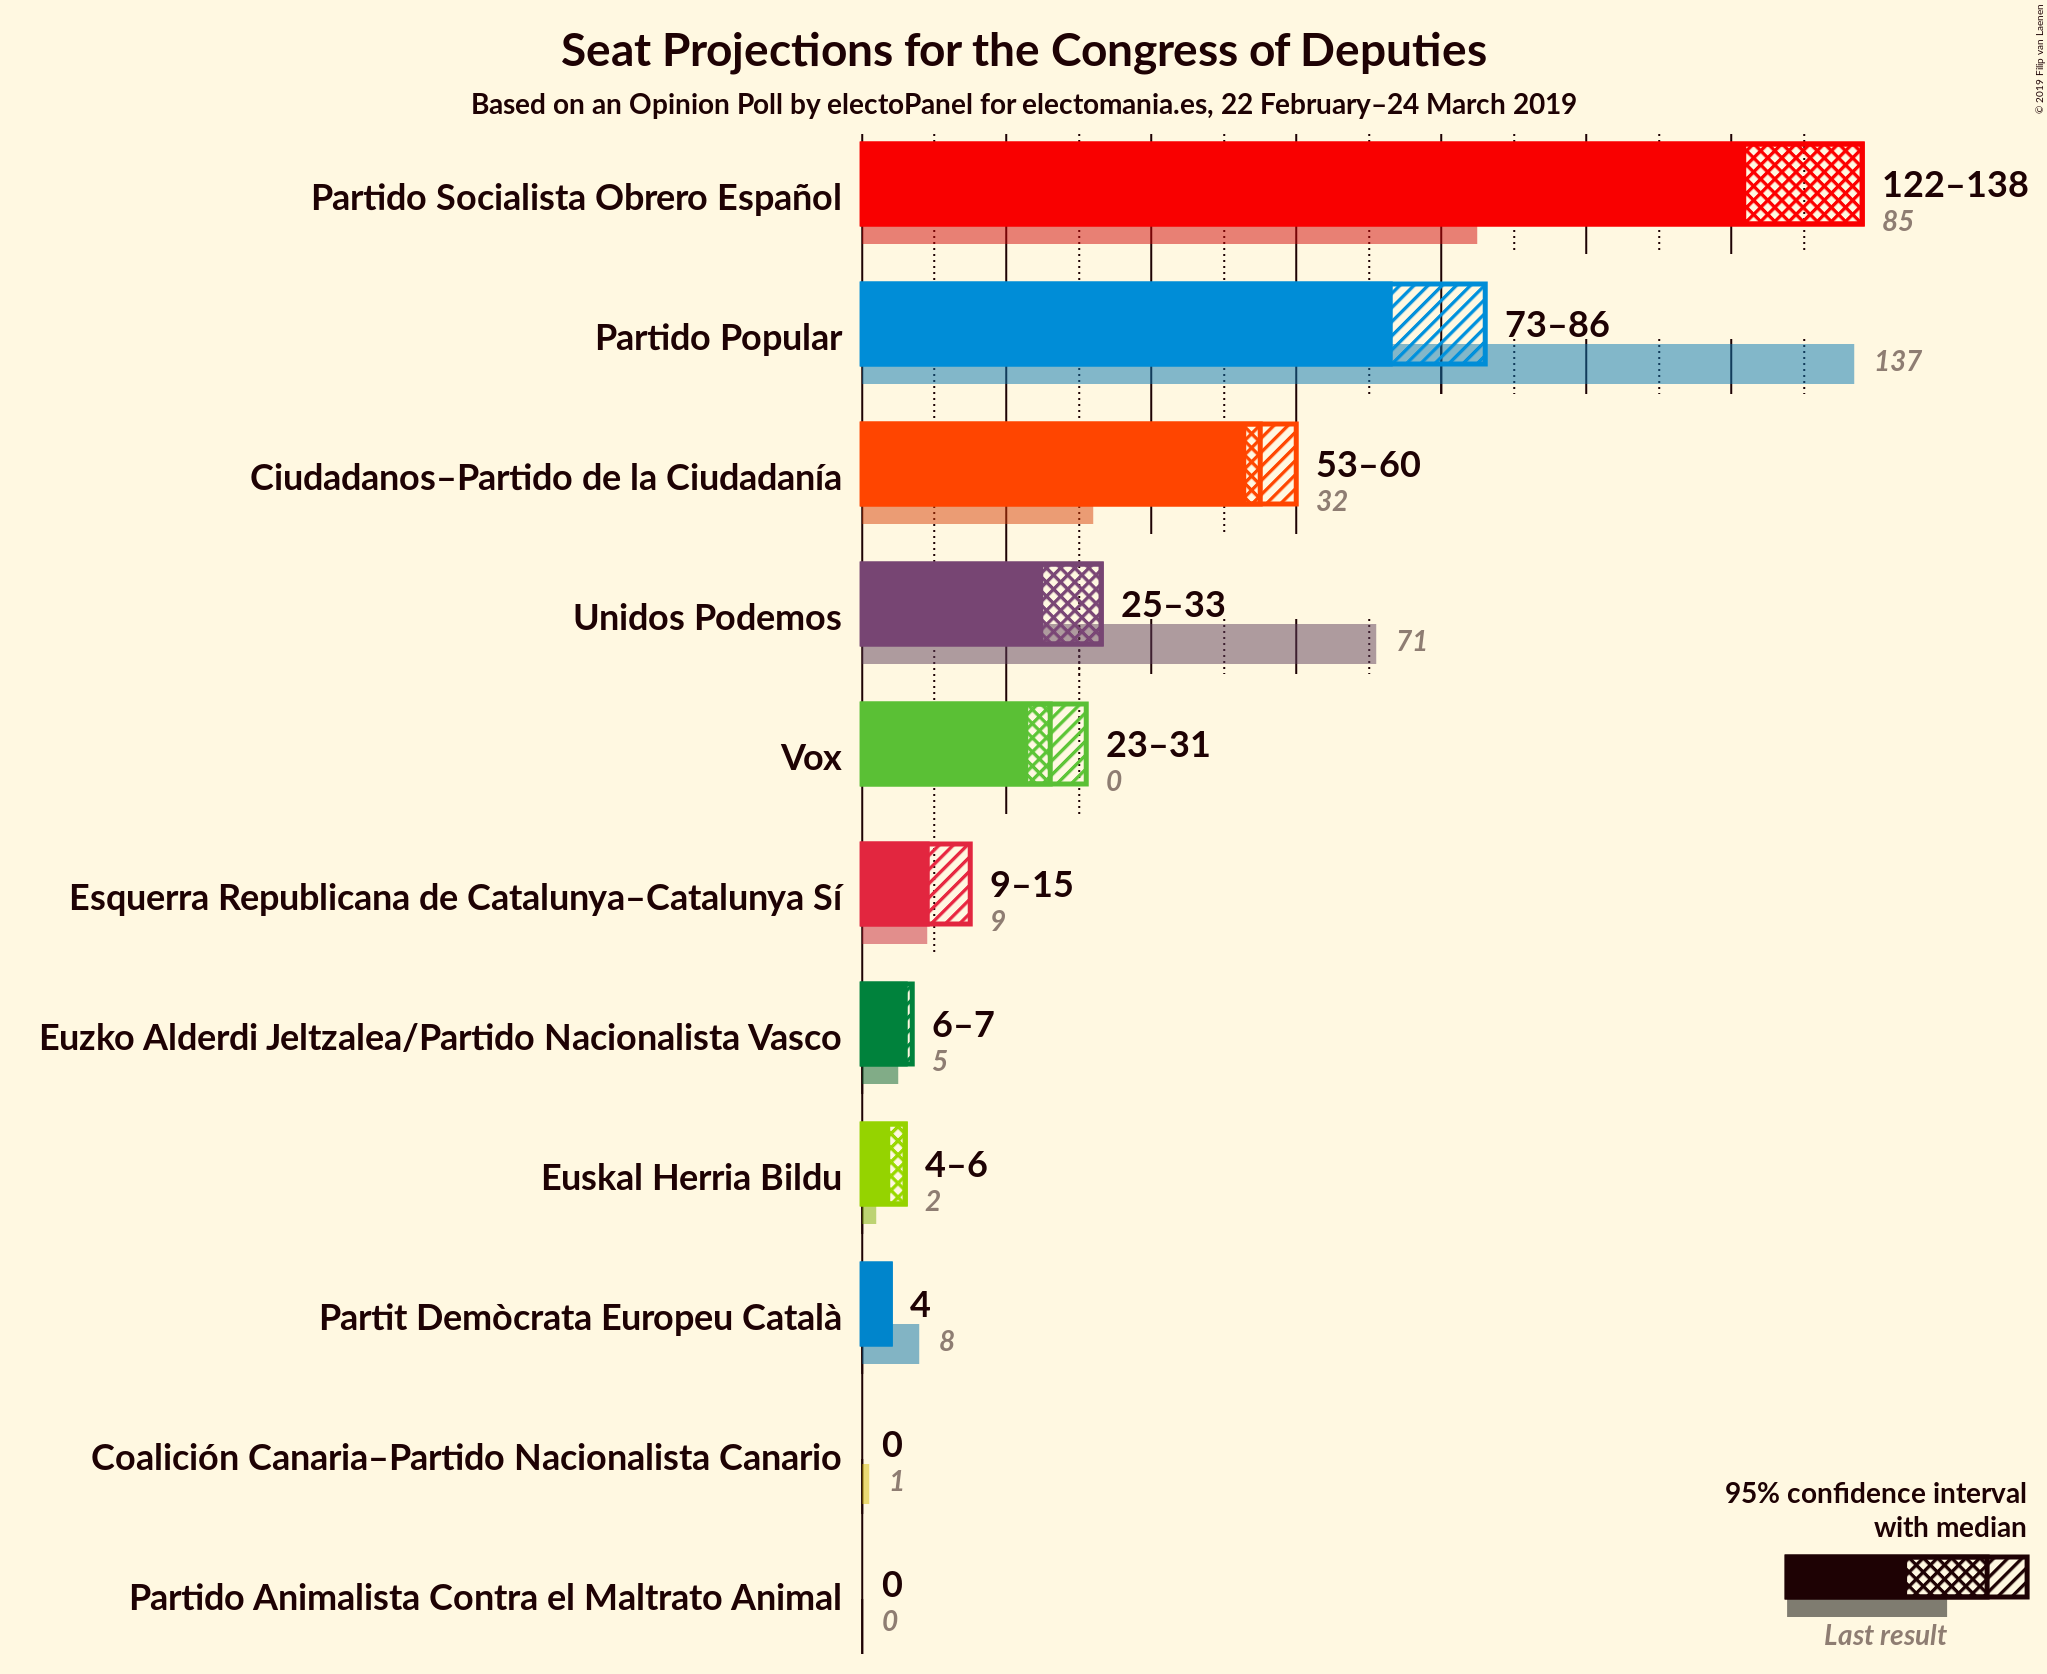 Seat Projections for the Congress of Deputies
Based on an Opinion Poll by electoPanel for electomania.es, 22 February–24 March 2019
© 2019 Filip van Laenen
Partido Socialista Obrero Español
122–138
85
Partido Popular
73–86
137
Ciudadanos–Partido de la Ciudadanía
53–60
32
Unidos Podemos
25–33
71
Vox
23–31
0
Esquerra Republicana de Catalunya–Catalunya Sí
9–15
9
Euzko Alderdi Jeltzalea/Partido Nacionalista Vasco
6–7
5
Euskal Herria Bildu
4–6
2
Partit Demòcrata Europeu Català
4
8
Coalición Canaria–Partido Nacionalista Canario
0
1
Partido Animalista Contra el Maltrato Animal
0
0
95% confidence interval
with median
Last result